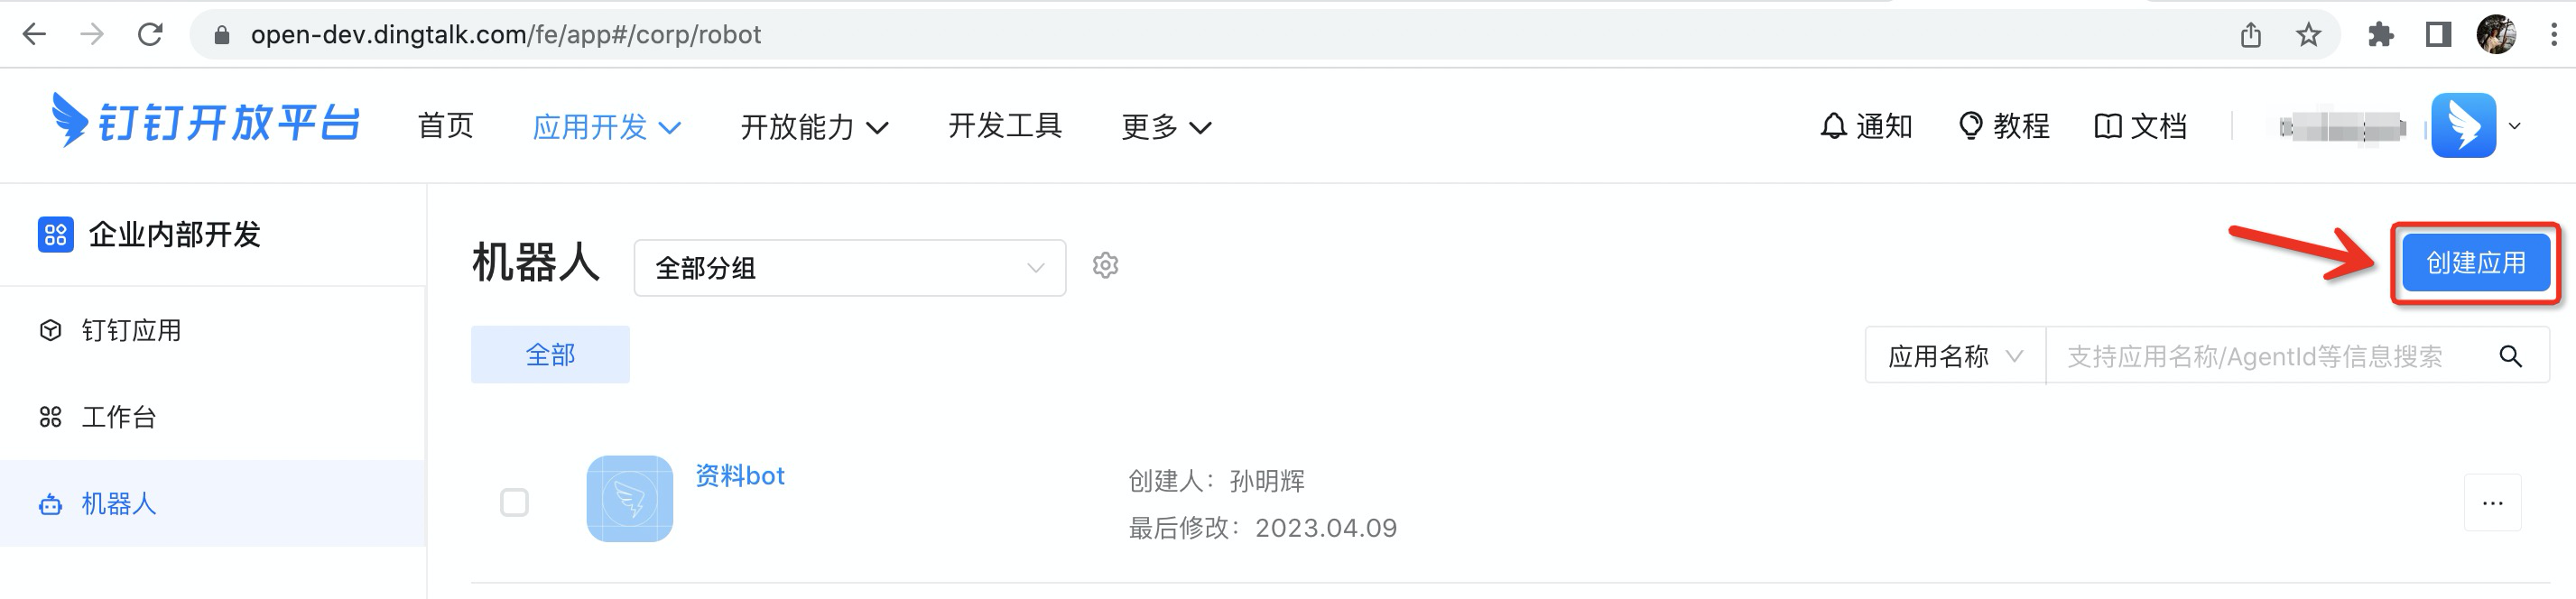 open-dev.dingtalk.com/fe/app#/corp/robot
钉钉开放平台 首页 应用开发 开放能力 开发工具 更多 通知 教程 文档
企业内部开发
机器人 全部分组 创建应用
钉钉应用
全部 应用名称 支持应用名称/AgentId等信息搜索
工作台
资料bot
创建人：孙明辉
机器人
最后修改：2023.04.09